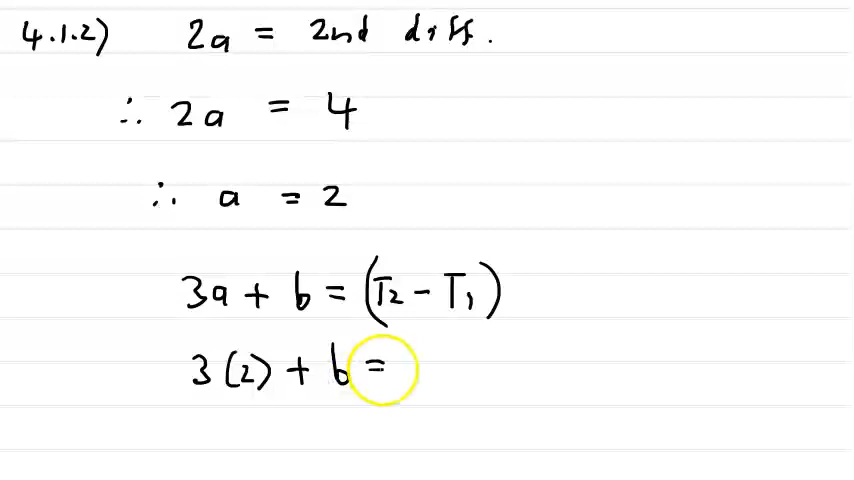 4.1.2) 2a = 2nd diff.
∴ 2a = 4
∴ a = 2
3a + b = (T2 - T1)
3(2) + b =